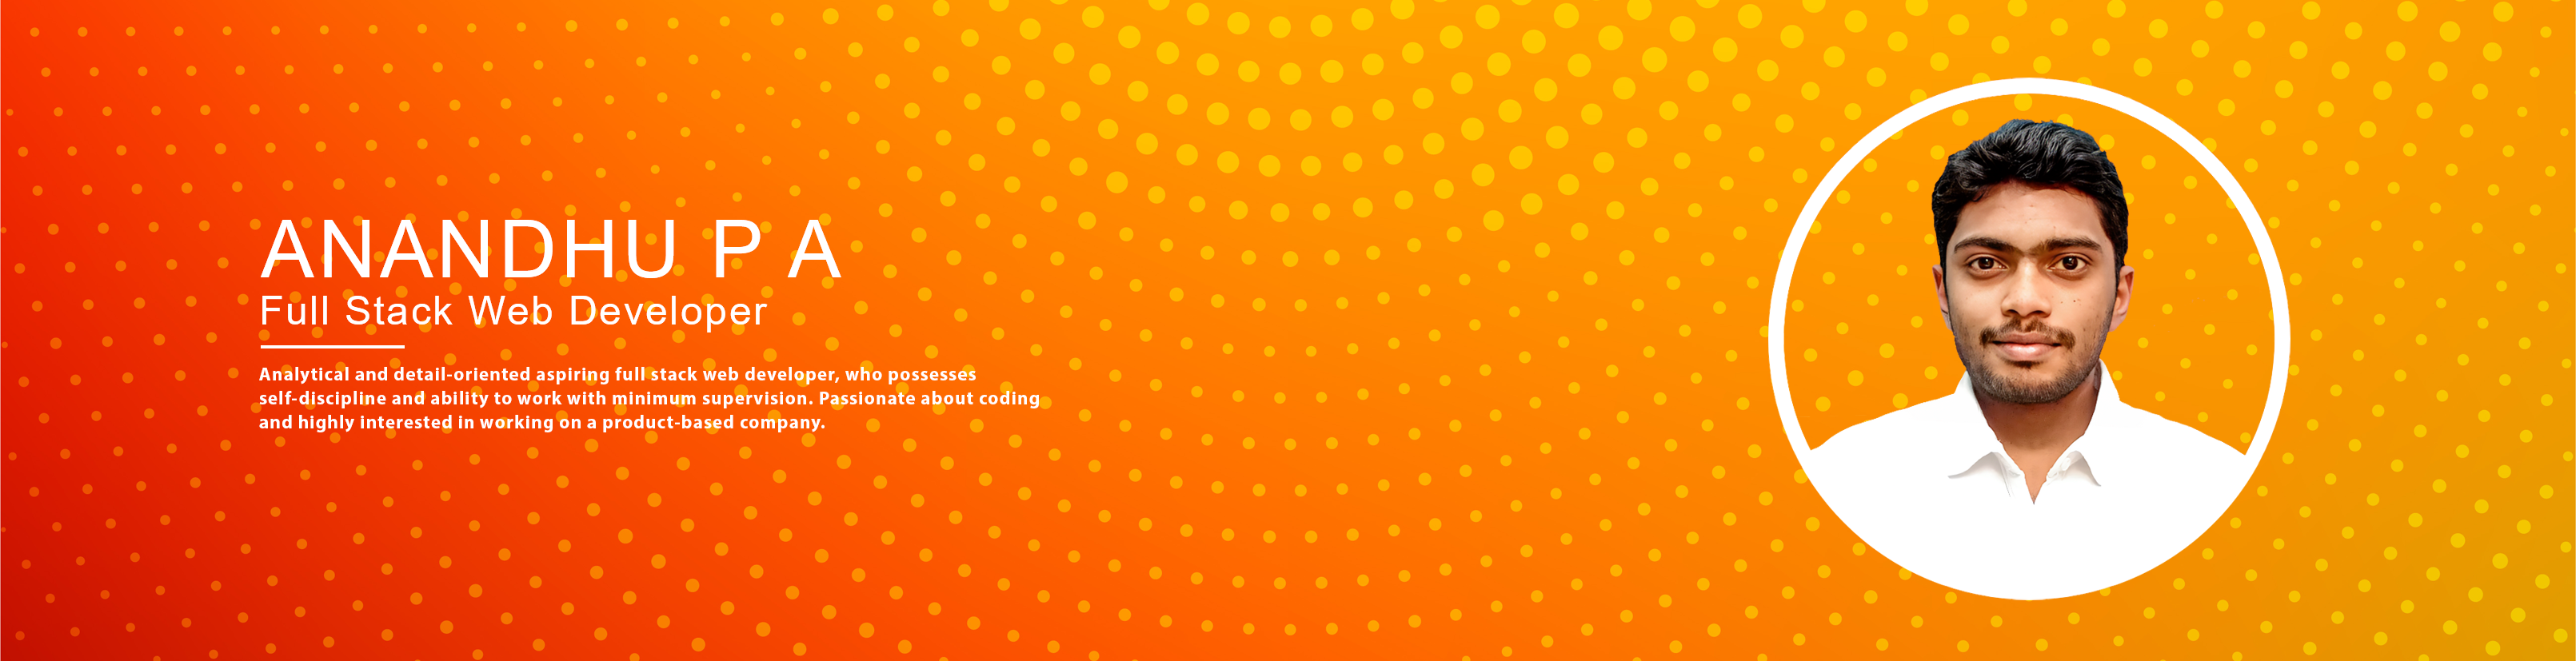 ANANDHU P A
Full Stack Web Developer
Analytical and detail-oriented aspiring full stack web developer, who possesses
self-discipline and ability to work with minimum supervision. Passionate about coding
and highly interested in working on a product-based company.